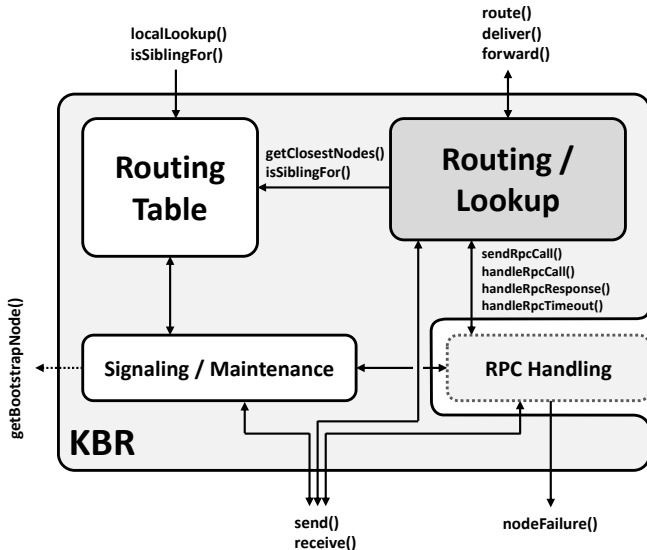 localLookup()
isSiblingFor()
route()
deliver()
forward()
Routing
Table
getClosestNodes()
isSiblingFor()
Routing /
Lookup
sendRpcCall()
handleRpcCall()
handleRpcResponse()
handleRpcTimeout()
getBootstrapNode()
Signaling / Maintenance
RPC Handling
KBR
send()
receive()
nodeFailure()